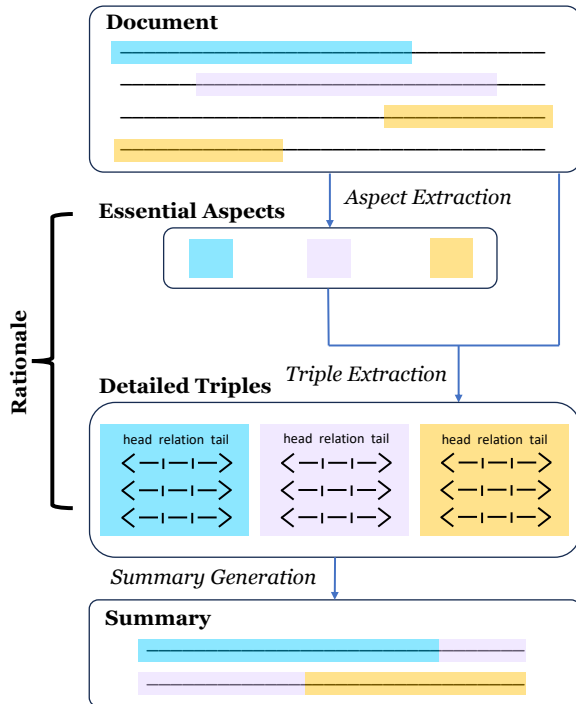 Document
Aspect Extraction
Essential Aspects
Rationale
Triple Extraction
Detailed Triples
head relation tail
head relation tail
head relation tail
Summary Generation
Summary